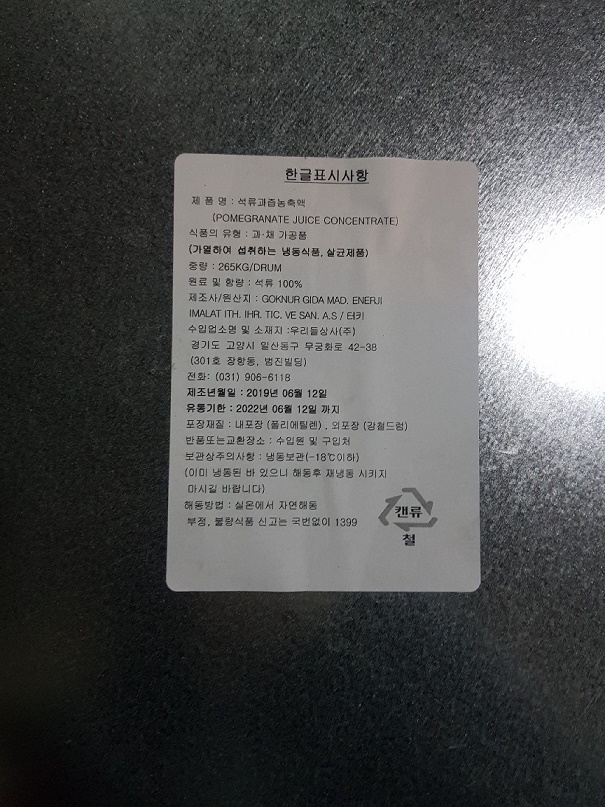 한글표시사항
제 품 명 : 석류과즙농축액
(POMEGRANATE JUICE CONCENTRATE)
식품의 유형 : 과·채 가공품
(가열하여 섭취하는 냉동식품, 살균제품)
중량 : 265KG/DRUM
원료 및 함량 : 석류 100%
제조사/원산지 : GOKNUR GIDA MAD. ENERJI
IMALAT ITH. IHR. TIC. VE SAN. A.S / 터키
수입업소명 및 소재지 :우리들상사(주)
경기도 고양시 일산동구 무궁화로 42-38
(301호 장항동, 범진빌딩)
전화: (031) 906-6118
제조년월일 : 2019년 06월 12일
유통기한 : 2022년 06월 12일 까지
포장재질 : 내포장 (폴리에틸렌) , 외포장 (강철드럼)
반품또는교환장소 : 수입원 및 구입처
보관상주의사항 : 냉동보관(-18℃이하)
(이미 냉동된 바 있으니 해동후 재냉동 시키지
마시길 바랍니다)
해동방법 : 실온에서 자연해동
부정, 불량식품 신고는 국번없이 1399
캔류
철